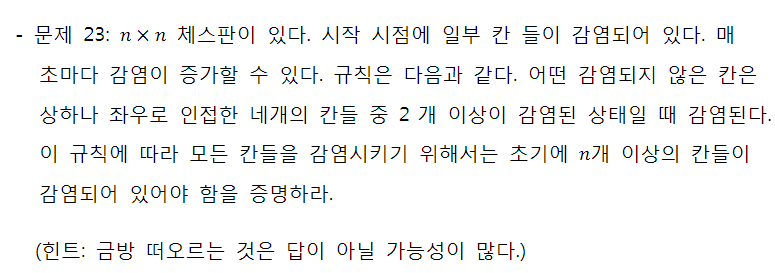 - 문제 23: n × n 체스판이 있다. 시작 시점에 일부 칸 들이 감염되어 있다. 매
초마다 감염이 증가할 수 있다. 규칙은 다음과 같다. 어떤 감염되지 않은 칸은
상하나 좌우로 인접한 네개의 칸들 중 2 개 이상이 감염된 상태일 때 감염된다.
이 규칙에 따라 모든 칸들을 감염시키기 위해서는 초기에 n개 이상의 칸들이
감염되어 있어야 함을 증명하라.
(힌트: 금방 떠오르는 것은 답이 아닐 가능성이 많다.)